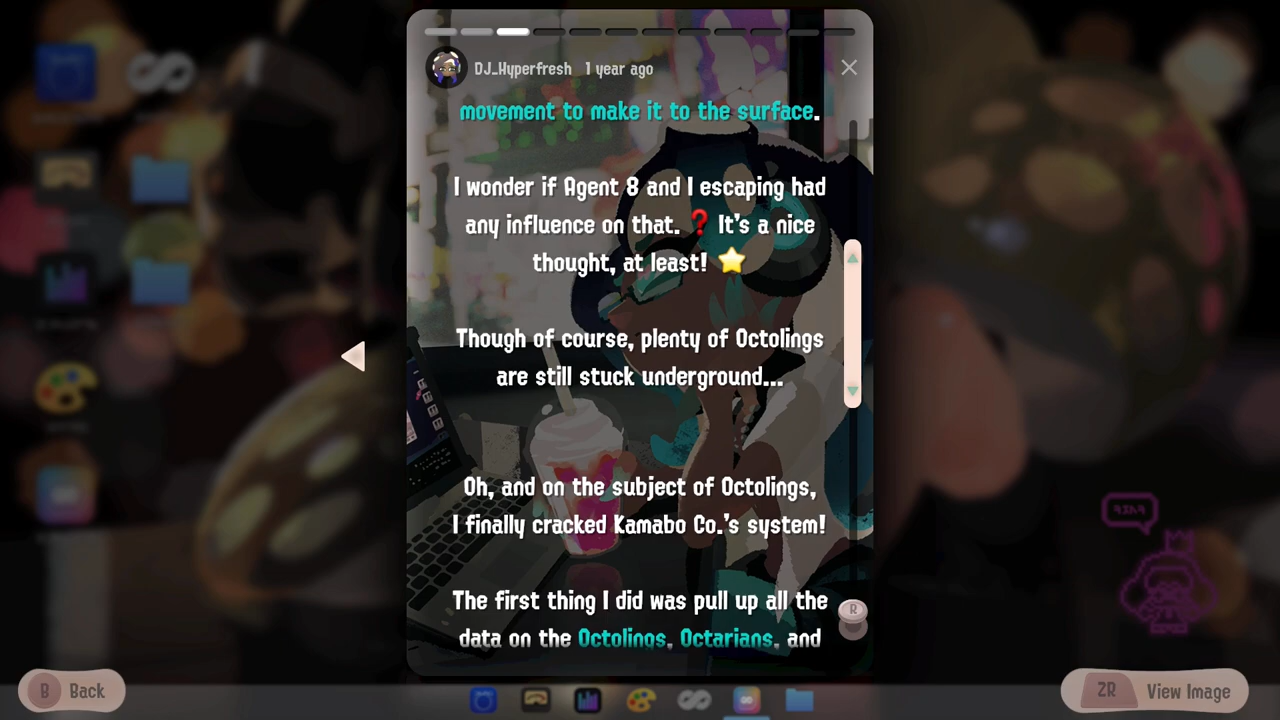 DJ_Hyperfresh 1 year ago
movement to make it to the surface.
I wonder if Agent 8 and I escaping had
any influence on that.❓ It's a nice
thought, at least! ⭐
Though of course, plenty of Octolings
are still stuck underground...
Oh, and on the subject of Octolings,
I finally cracked Kamabo Co.'s system!
The first thing I did was pull up all the
data on the Octolings, Octarians, and
R
B Back
ZR View Image